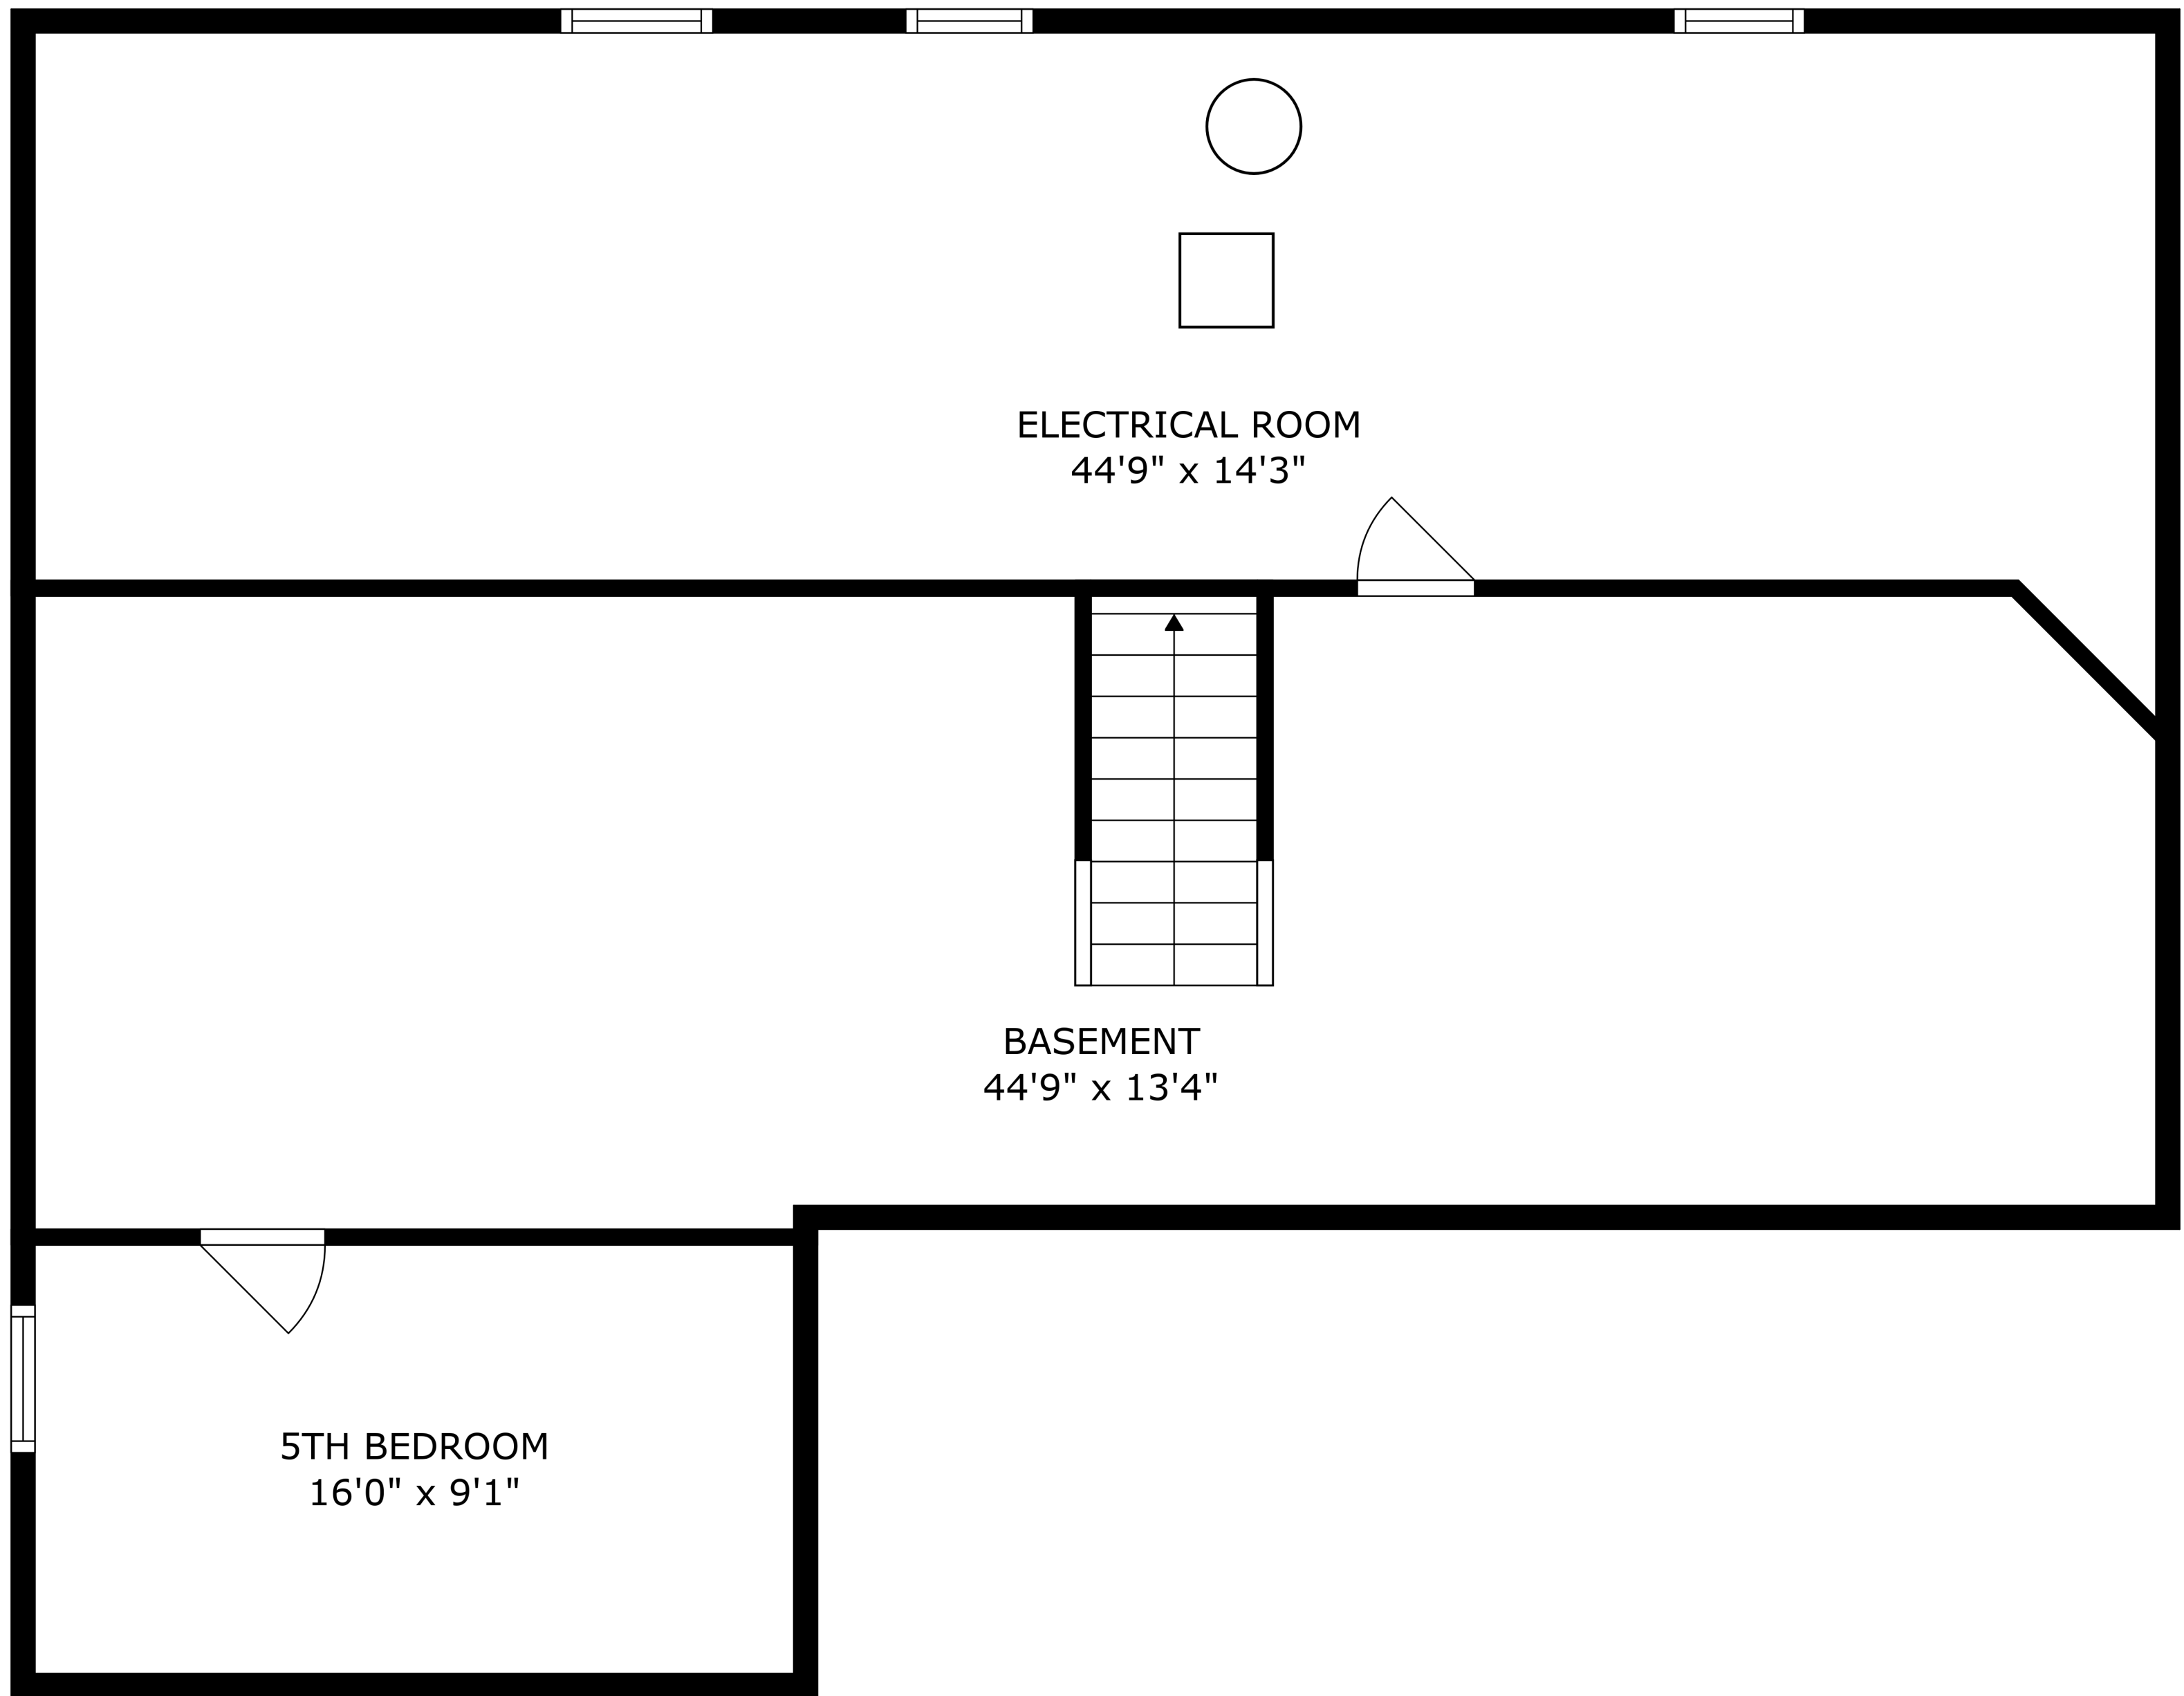 ELECTRICAL ROOM
44'9" x 14'3"
BASEMENT
44'9" x 13'4"
5TH BEDROOM
16'0" x 9'1"